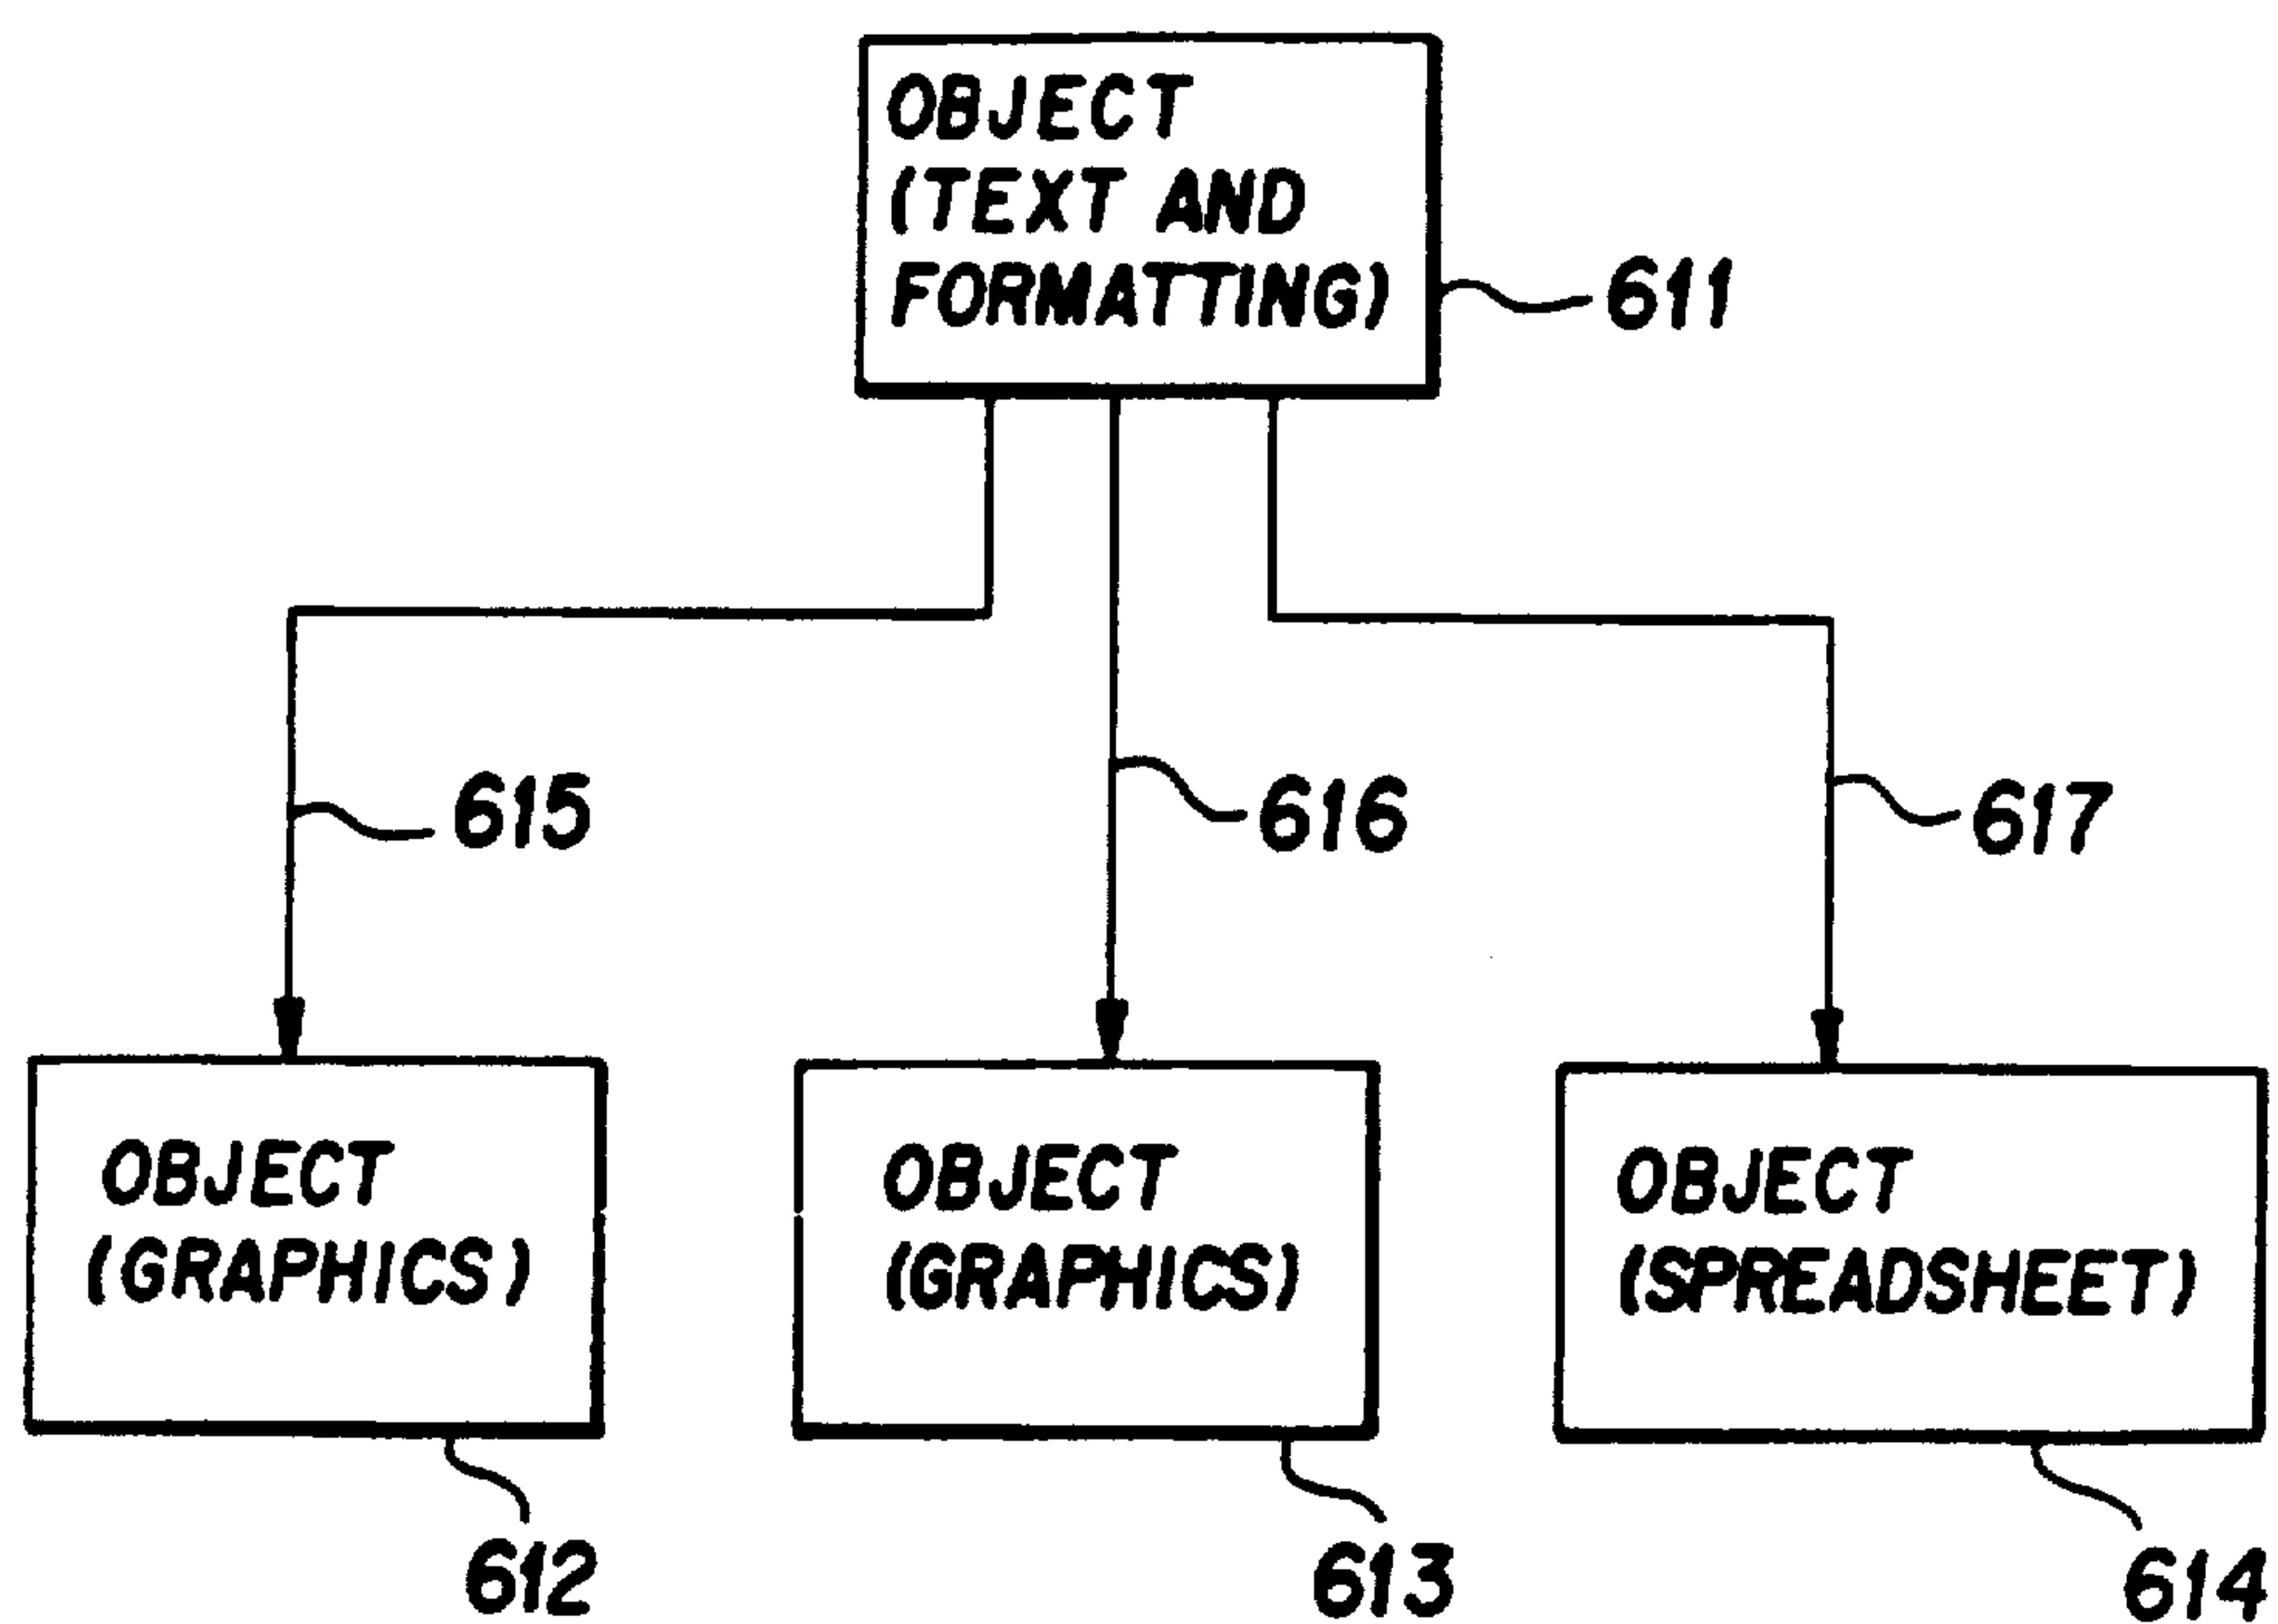 OBJECT
(TEXT AND
FORMATTING)
611
615
616
617
OBJECT
(GRAPHICS)
OBJECT
(GRAPHICS)
OBJECT
(SPREADSHEET)
612
613
614